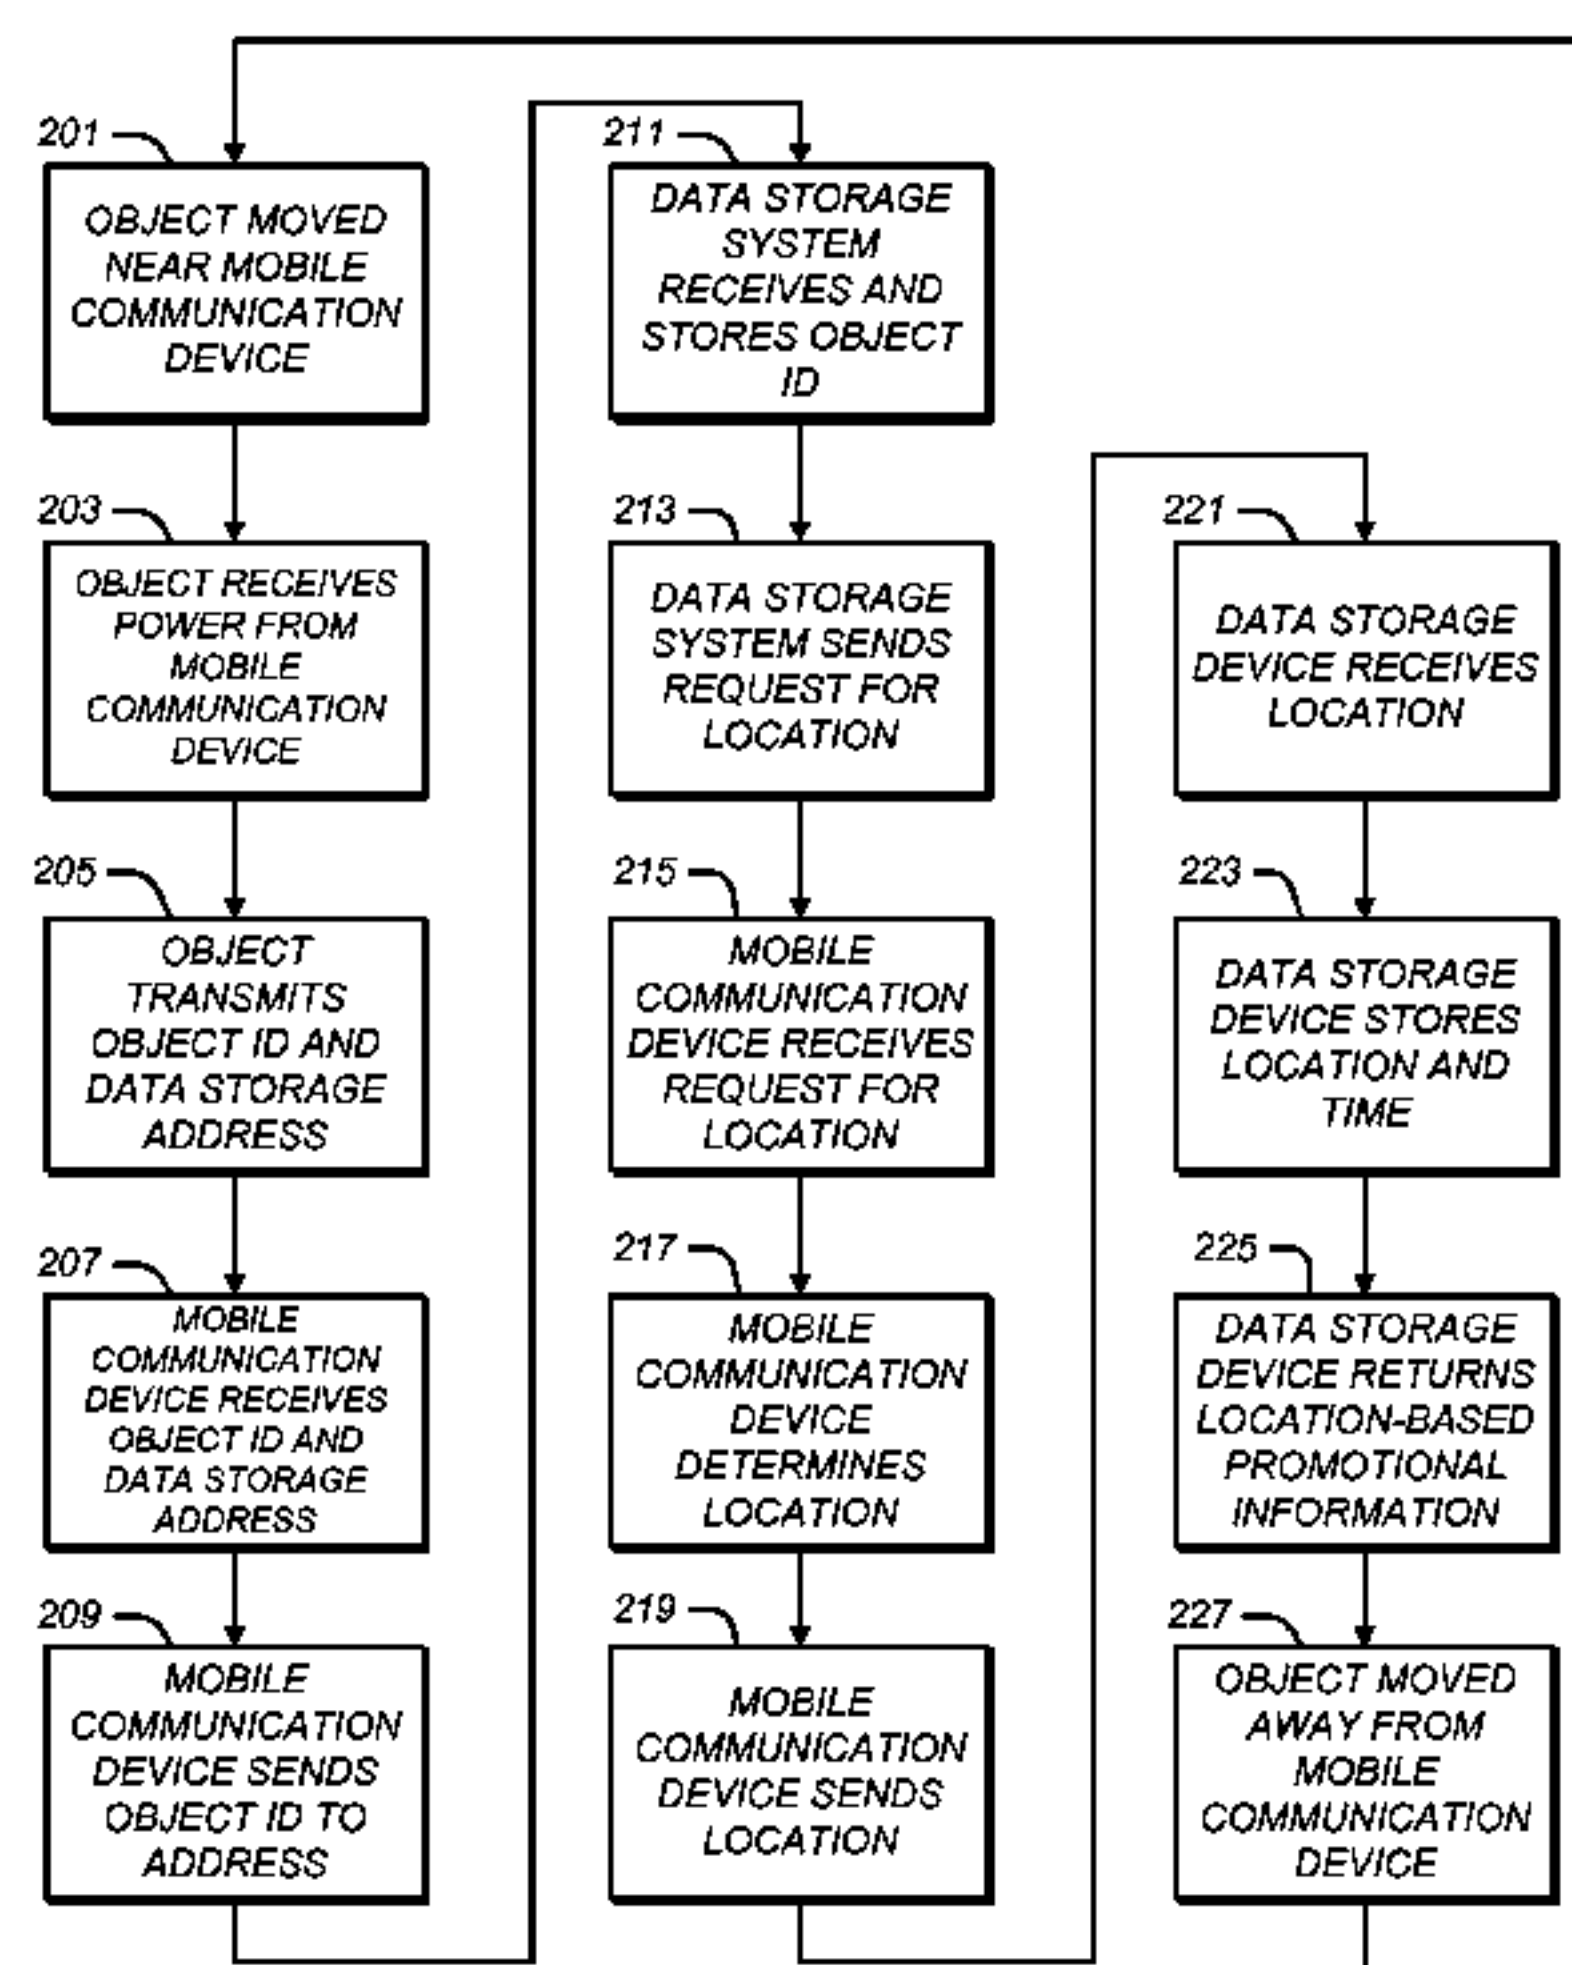 201
OBJECT MOVED
NEAR MOBILE
COMMUNICATION
DEVICE
203
OBJECT RECEIVES
POWER FROM
MOBILE
COMMUNICATION
DEVICE
205
OBJECT
TRANSMITS
OBJECT ID AND
DATA STORAGE
ADDRESS
207
MOBILE
COMMUNICATION
DEVICE RECEIVES
OBJECT ID AND
DATA STORAGE
ADDRESS
209
MOBILE
COMMUNICATION
DEVICE SENDS
OBJECT ID TO
ADDRESS
211
DATA STORAGE
SYSTEM
RECEIVES AND
STORES OBJECT
ID
213
DATA STORAGE
SYSTEM SENDS
REQUEST FOR
LOCATION
215
MOBILE
COMMUNICATION
DEVICE RECEIVES
REQUEST FOR
LOCATION
217
MOBILE
COMMUNICATION
DEVICE
DETERMINES
LOCATION
219
MOBILE
COMMUNICATION
DEVICE SENDS
LOCATION
221
DATA STORAGE
DEVICE RECEIVES
LOCATION
223
DATA STORAGE
DEVICE STORES
LOCATION AND
TIME
225
DATA STORAGE
DEVICE RETURNS
LOCATION-BASED
PROMOTIONAL
INFORMATION
227
OBJECT MOVED
AWAY FROM
MOBILE
COMMUNICATION
DEVICE